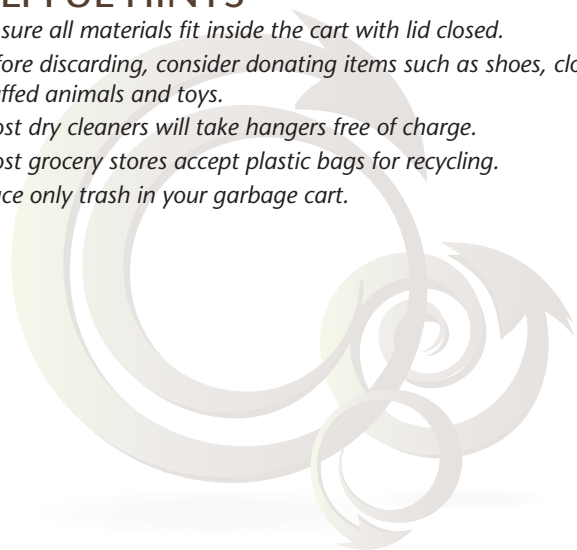 LPFUL HINTS
sure all materials fit inside the cart with lid closed.
fore discarding, consider donating items such as shoes, clo
ffed animals and toys.
ost dry cleaners will take hangers free of charge.
ost grocery stores accept plastic bags for recycling.
ace only trash in your garbage cart.